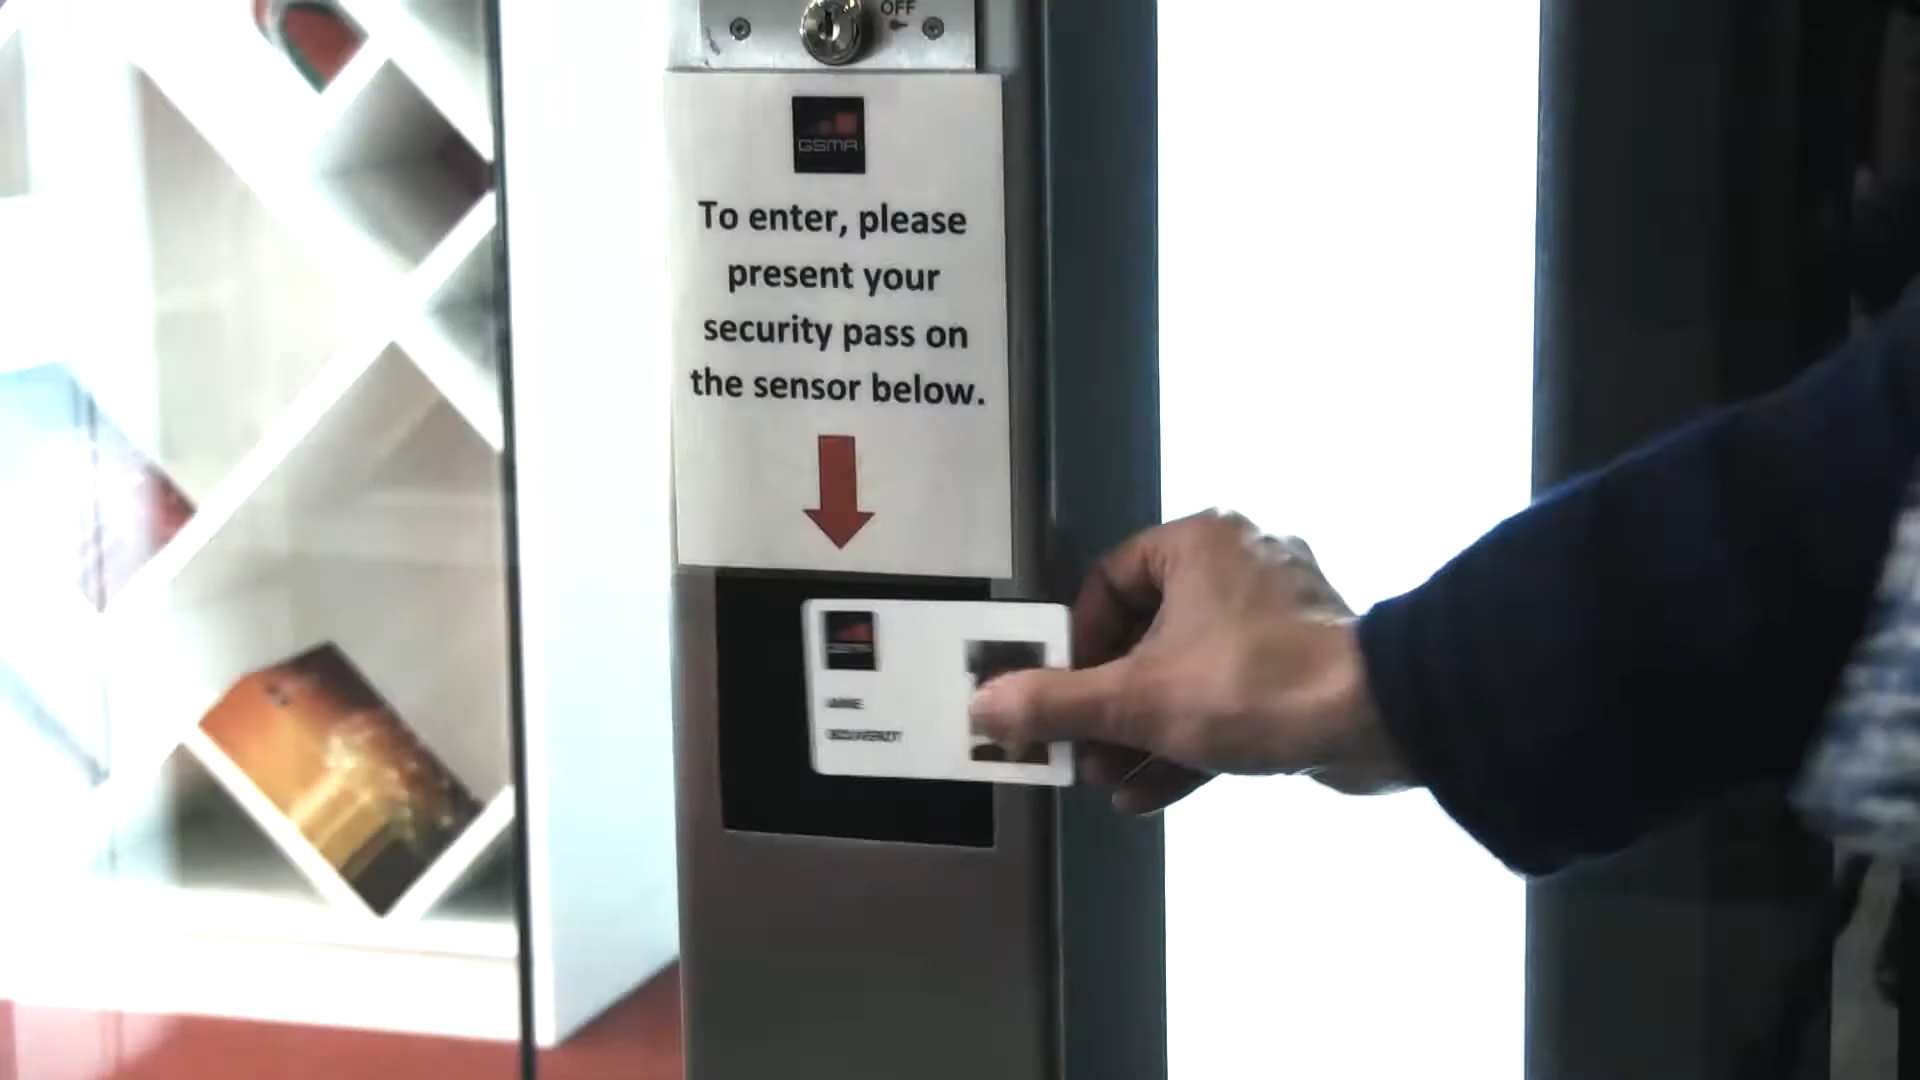 OFF
GSMA
To enter, please
present your
security pass on
the sensor below.